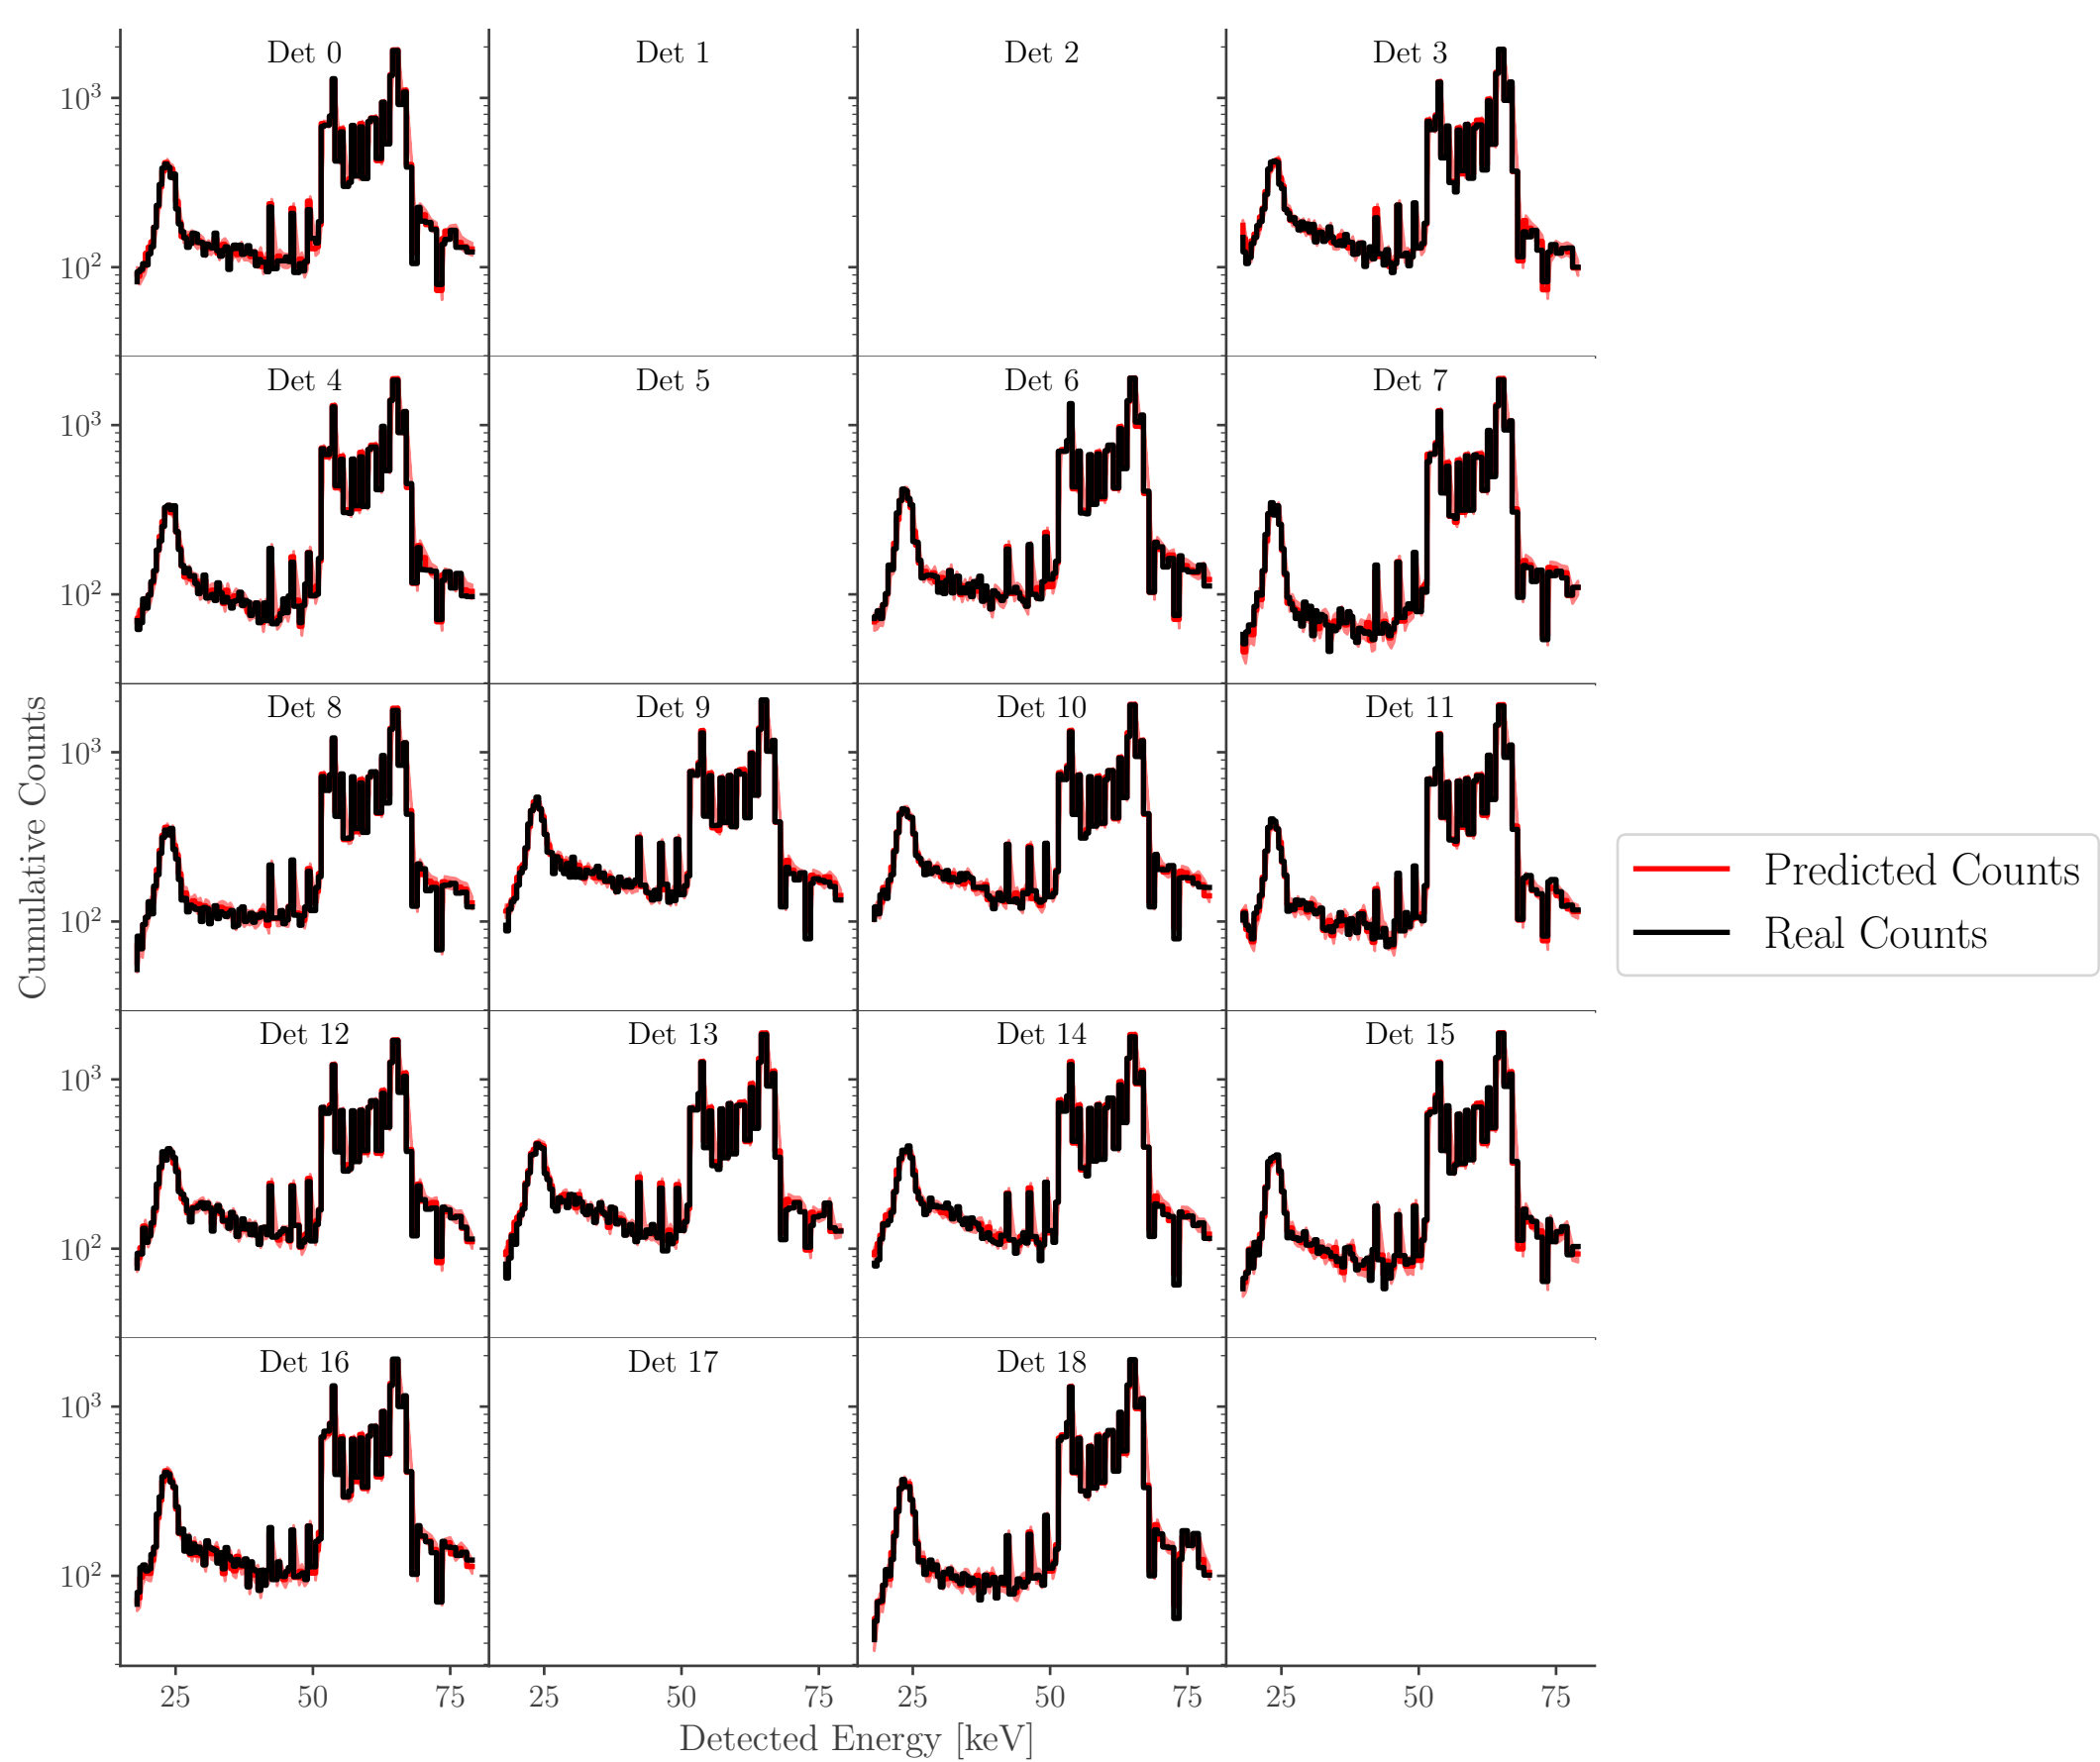 Det 0
Det 1
Det 2
Det 3
10³
10²
Det 4
Det 5
Det 6
Det 7
10³
10²
Det 8
Det 9
Det 10
Det 11
10³
10²
Cumulative Counts
Predicted Counts
Real Counts
Det 12
Det 13
Det 14
Det 15
10³
10²
Det 16
Det 17
Det 18
10³
10²
25 50 75 25 50 75 25 50 75 25 50 75
Detected Energy [keV]